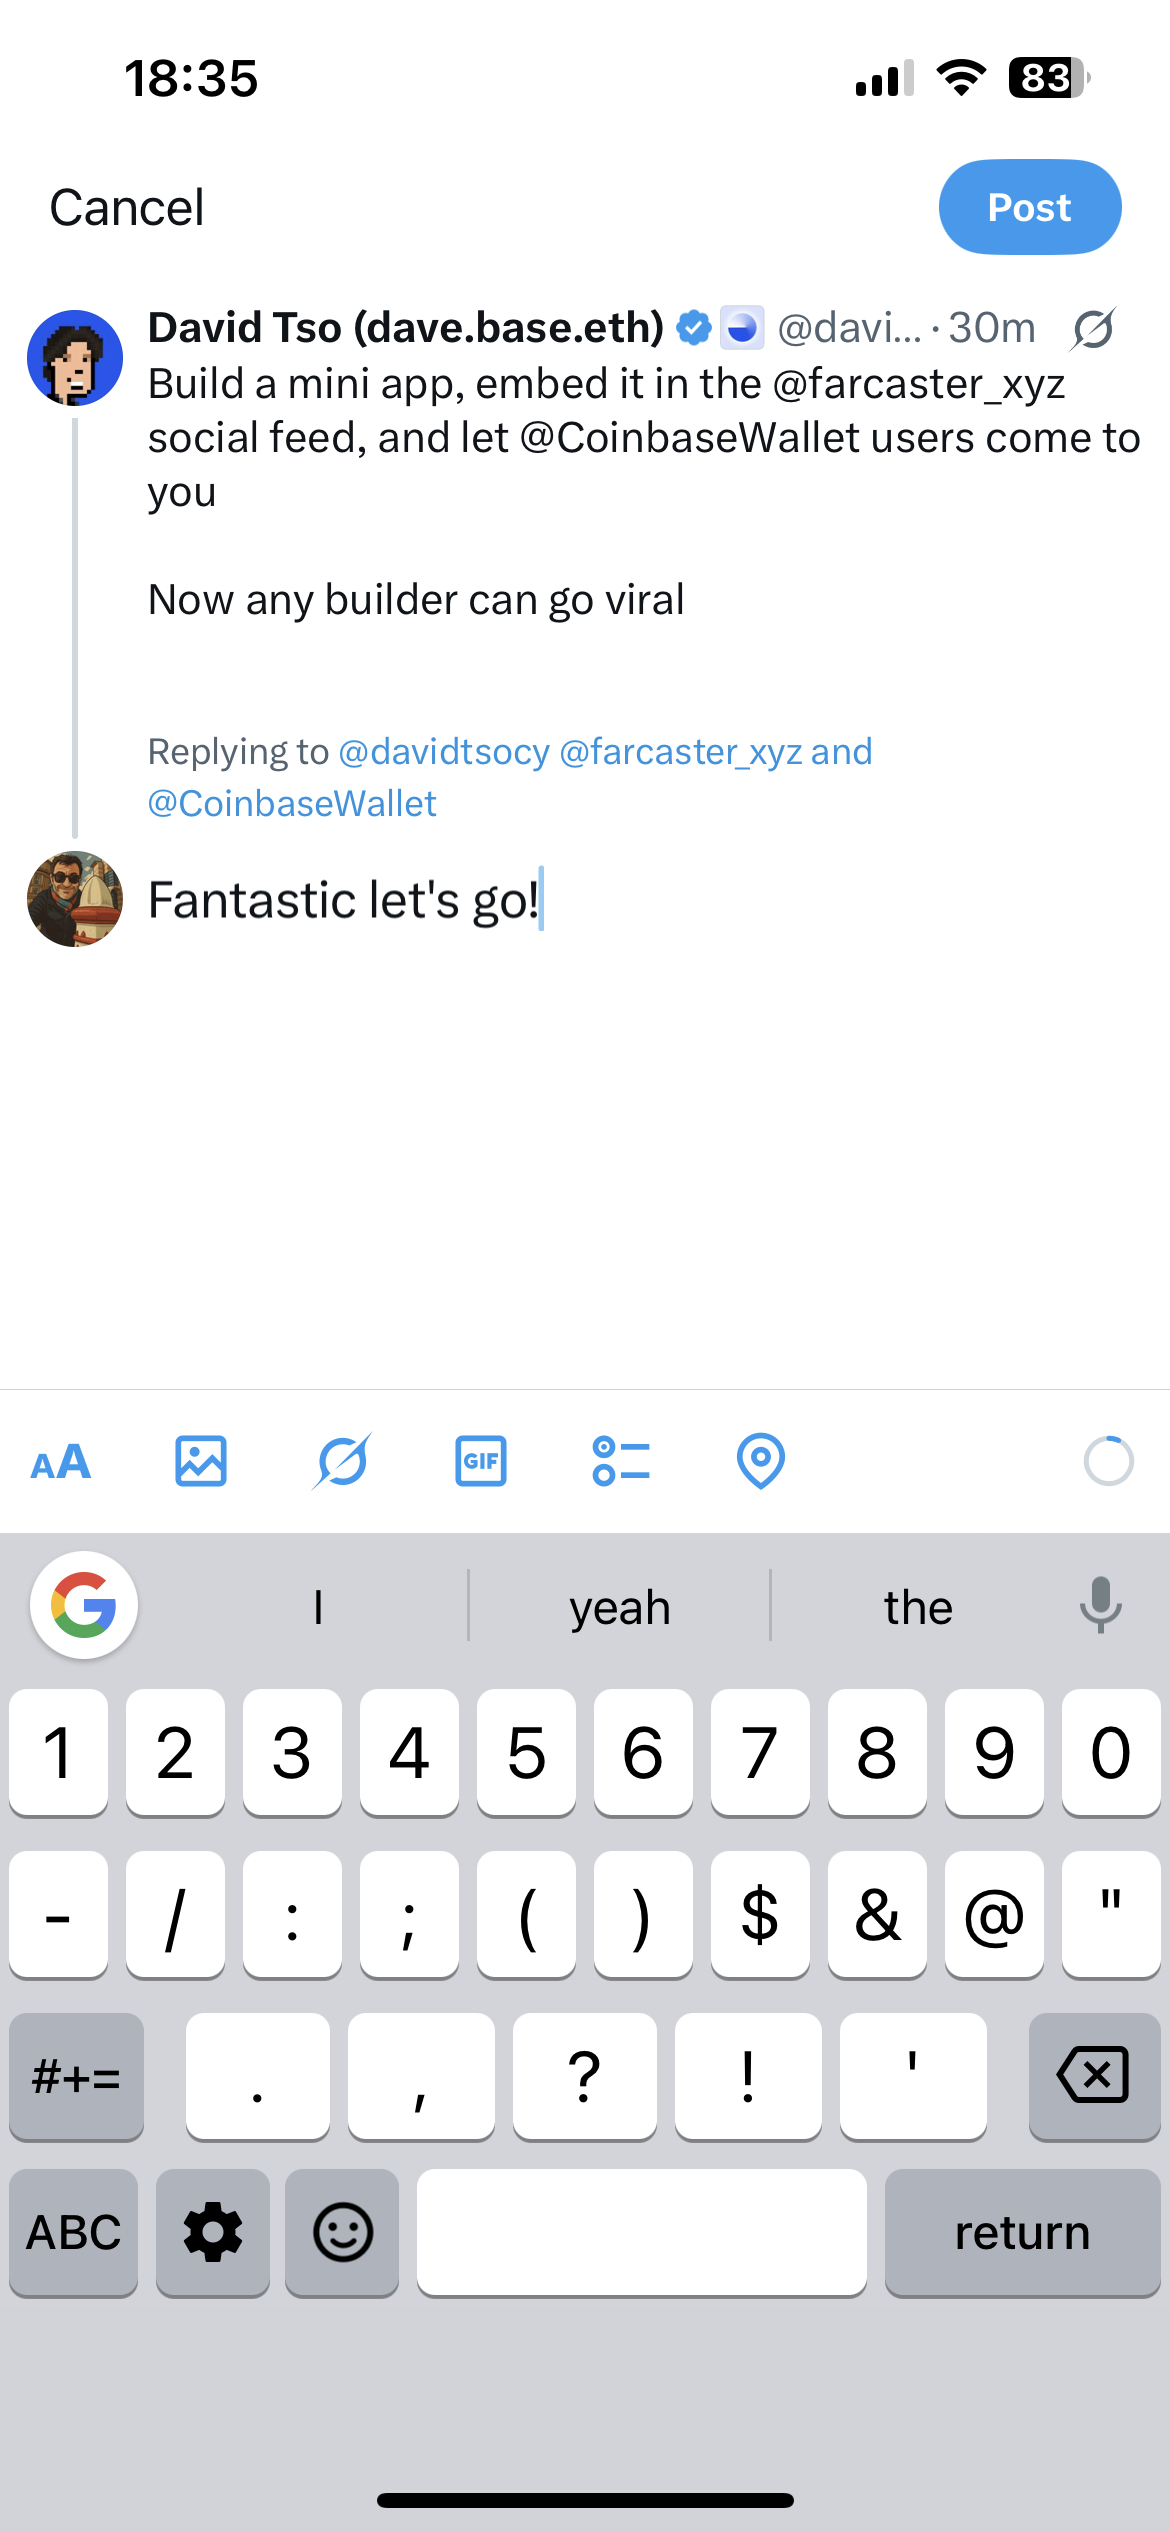 18:35
83
Cancel
Post
David Tso (dave.base.eth) @davi... · 30m
Build a mini app, embed it in the @farcaster_xyz
social feed, and let @CoinbaseWallet users come to
you
Now any builder can go viral
Replying to @davidtsocy @farcaster_xyz and
@CoinbaseWallet
Fantastic let's go!
AA
GIF
G
I yeah the
1 2 3 4 5 6 7 8 9 0
- / : ; ( ) $ & @ "
#+= . , ? ! '
ABC return